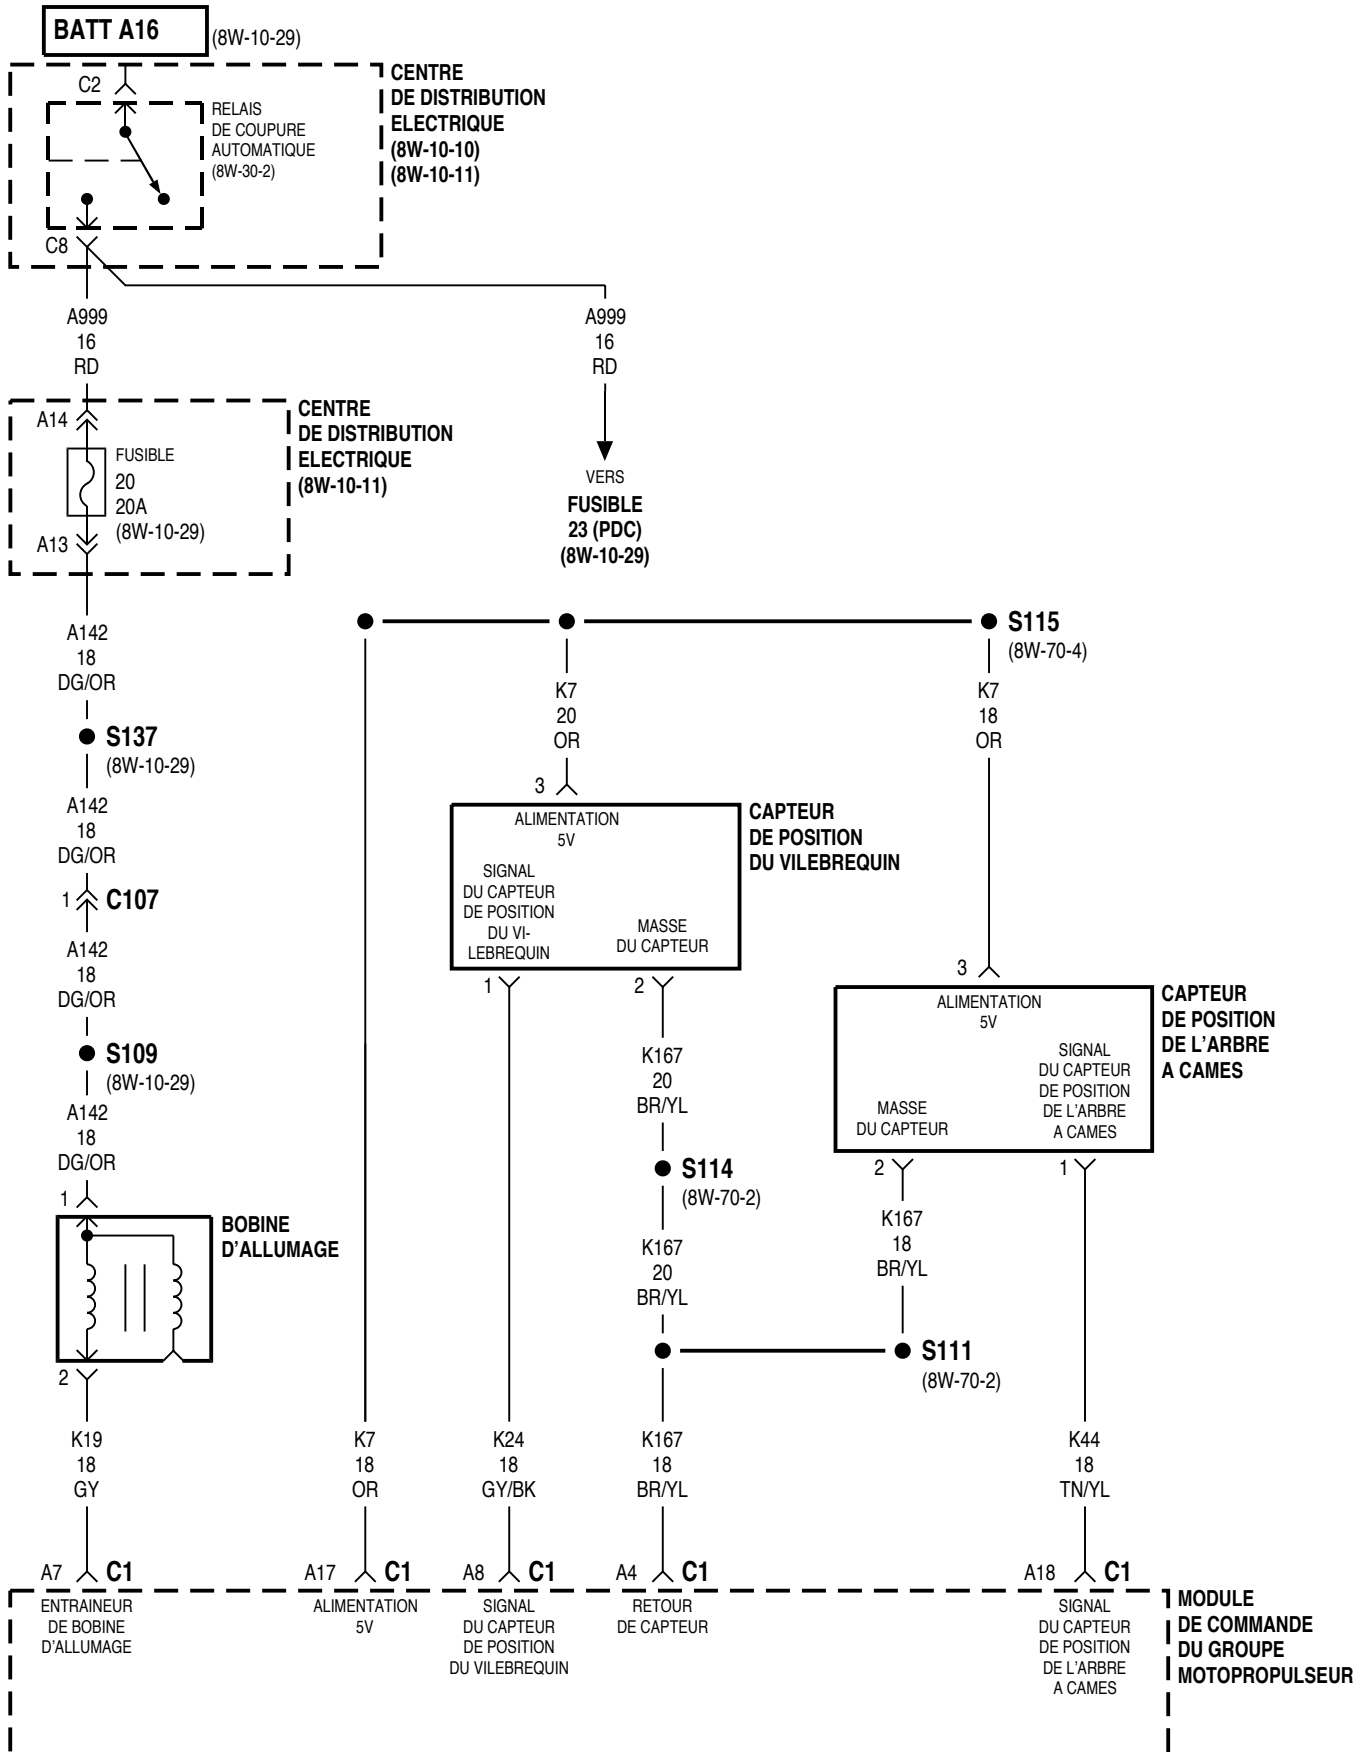 BATT A16
(8W-10-29)
C2
RELAIS
DE COUPURE
AUTOMATIQUE
(8W-30-2)
C8
CENTRE
DE DISTRIBUTION
ELECTRIQUE
(8W-10-10)
(8W-10-11)
A999
16
RD
A999
16
RD
VERS
FUSIBLE
23 (PDC)
(8W-10-29)
A14
FUSIBLE
20
20A
(8W-10-29)
A13
CENTRE
DE DISTRIBUTION
ELECTRIQUE
(8W-10-11)
A142
18
DG/OR
S137
(8W-10-29)
A142
18
DG/OR
1
C107
A142
18
DG/OR
S109
(8W-10-29)
A142
18
DG/OR
1
BOBINE
D'ALLUMAGE
2
K19
18
GY
S115
(8W-70-4)
K7
20
OR
K7
18
OR
3
ALIMENTATION
5V
SIGNAL
DU CAPTEUR
DE POSITION
DU VI-
LEBREQUIN
MASSE
DU CAPTEUR
CAPTEUR
DE POSITION
DU VILEBREQUIN
1
2
3
ALIMENTATION
5V
MASSE
DU CAPTEUR
SIGNAL
DU CAPTEUR
DE POSITION
DE L'ARBRE
A CAMES
CAPTEUR
DE POSITION
DE L'ARBRE
A CAMES
2
1
K167
20
BR/YL
S114
(8W-70-2)
K167
20
BR/YL
K167
18
BR/YL
S111
(8W-70-2)
K7
18
OR
K24
18
GY/BK
K167
18
BR/YL
K44
18
TN/YL
A7
C1
A17
C1
A8
C1
A4
C1
A18
C1
ENTRAINEUR
DE BOBINE
D'ALLUMAGE
ALIMENTATION
5V
SIGNAL
DU CAPTEUR
DE POSITION
DU VILEBREQUIN
RETOUR
DE CAPTEUR
SIGNAL
DU CAPTEUR
DE POSITION
DE L'ARBRE
A CAMES
MODULE
DE COMMANDE
DU GROUPE
MOTOPROPULSEUR